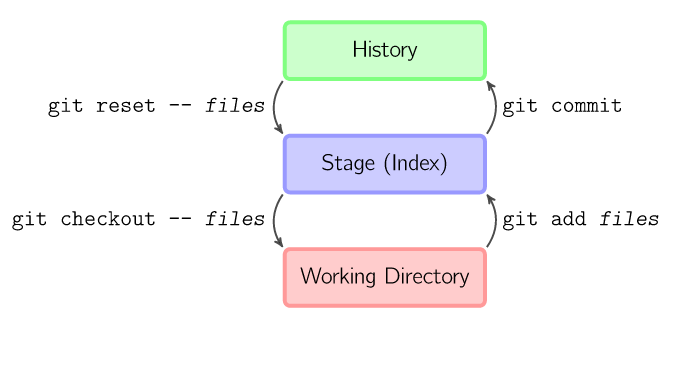 History
git reset -- files
git commit
Stage (Index)
git checkout -- files
git add files
Working Directory